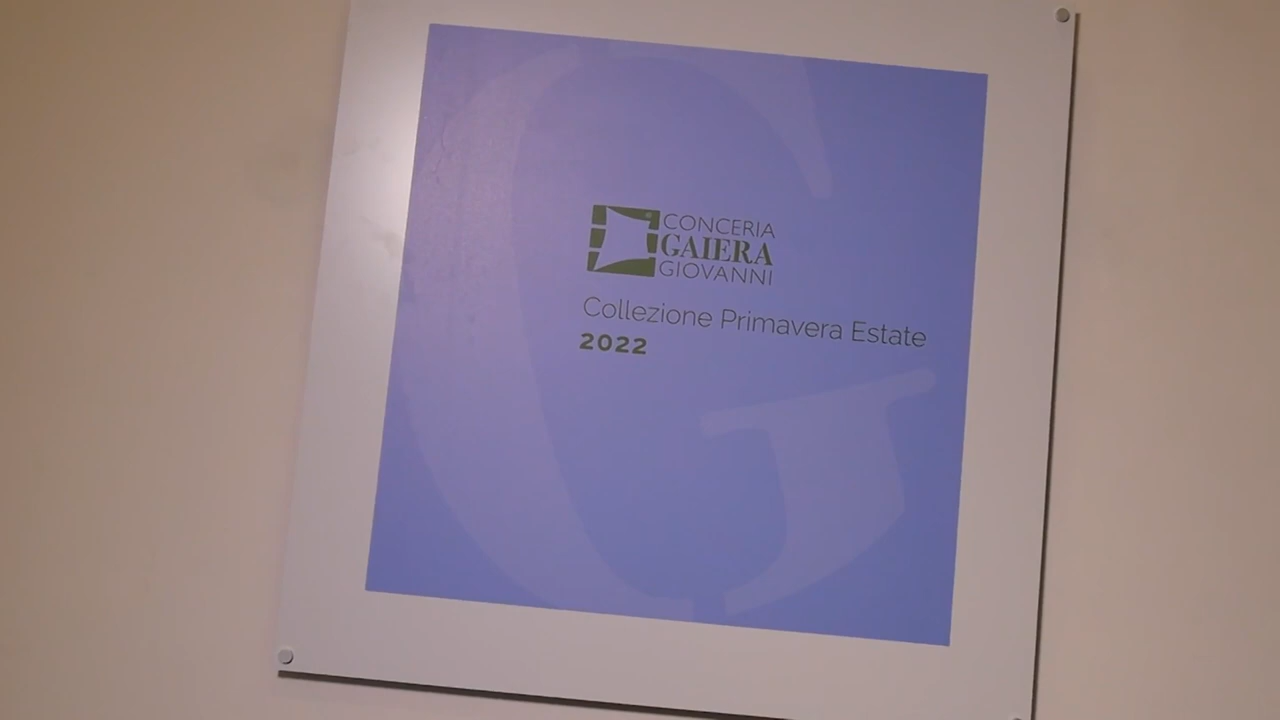 CONCERIA
GAIERA
GIOVANNI
Collezione Primavera Estate
2022